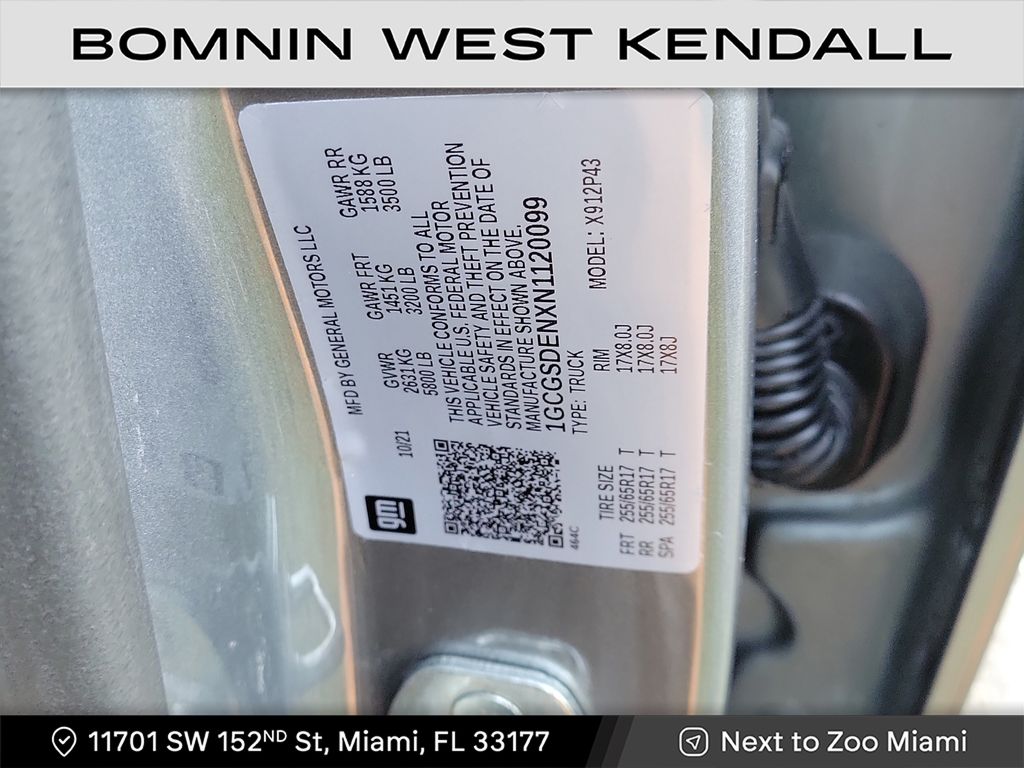 BOMNIN WEST KENDALL
gm
10/21
MFD BY GENERAL MOTORS LLC
GVWR GAWR FRT GAWR RR
2631 KG 1451 KG 1588 KG
5800 LB 3200 LB 3500 LB
THIS VEHICLE CONFORMS TO ALL
APPLICABLE U.S. FEDERAL MOTOR
VEHICLE SAFETY AND THEFT PREVENTION
STANDARDS IN EFFECT ON THE DATE OF
MANUFACTURE SHOWN ABOVE.
1GCGSDENXN1120099
464C
TYPE: TRUCK MODEL: X912P43
TIRE SIZE RIM
FRT 255/65R17 T 17X8.0J
RR 255/65R17 T 17X8.0J
SPA 255/65R17 T 17X8J
11701 SW 152ND St, Miami, FL 33177
Next to Zoo Miami